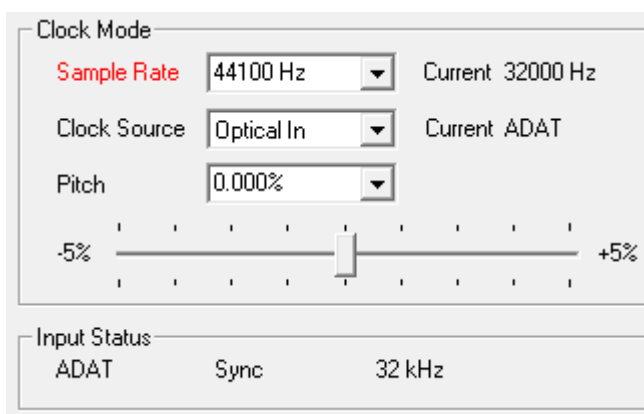 Clock Mode
Sample Rate 44100 Hz Current 32000 Hz
Clock Source Optical In Current ADAT
Pitch 0.000%
-5% +5%
Input Status
ADAT Sync 32 kHz